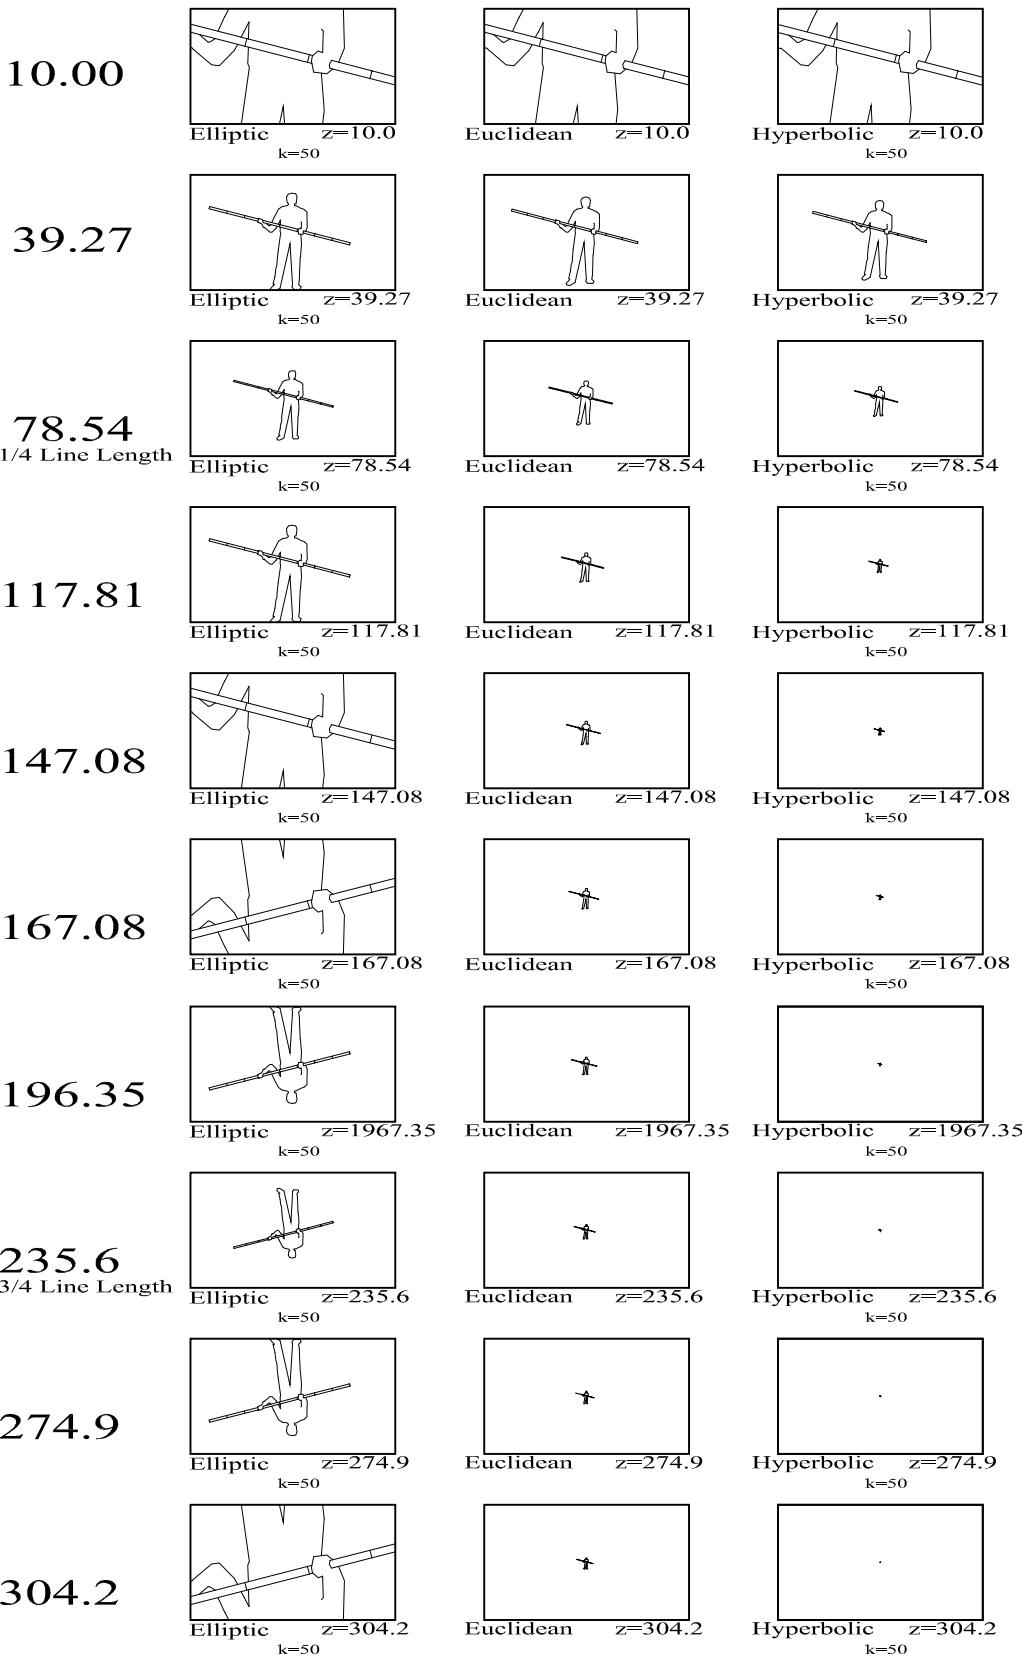 10.00
Elliptic z=10.0 Euclidean z=10.0 Hyperbolic z=10.0
k=50 k=50
39.27
Elliptic z=39.27 Euclidean z=39.27 Hyperbolic z=39.27
k=50 k=50
78.54
1/4 Line Length
Elliptic z=78.54 Euclidean z=78.54 Hyperbolic z=78.54
k=50 k=50
117.81
Elliptic z=117.81 Euclidean z=117.81 Hyperbolic z=117.81
k=50 k=50
147.08
Elliptic z=147.08 Euclidean z=147.08 Hyperbolic z=147.08
k=50 k=50
167.08
Elliptic z=167.08 Euclidean z=167.08 Hyperbolic z=167.08
k=50 k=50
196.35
Elliptic z=1967.35 Euclidean z=1967.35 Hyperbolic z=1967.35
k=50 k=50
235.6
3/4 Line Length
Elliptic z=235.6 Euclidean z=235.6 Hyperbolic z=235.6
k=50 k=50
274.9
Elliptic z=274.9 Euclidean z=274.9 Hyperbolic z=274.9
k=50 k=50
304.2
Elliptic z=304.2 Euclidean z=304.2 Hyperbolic z=304.2
k=50 k=50